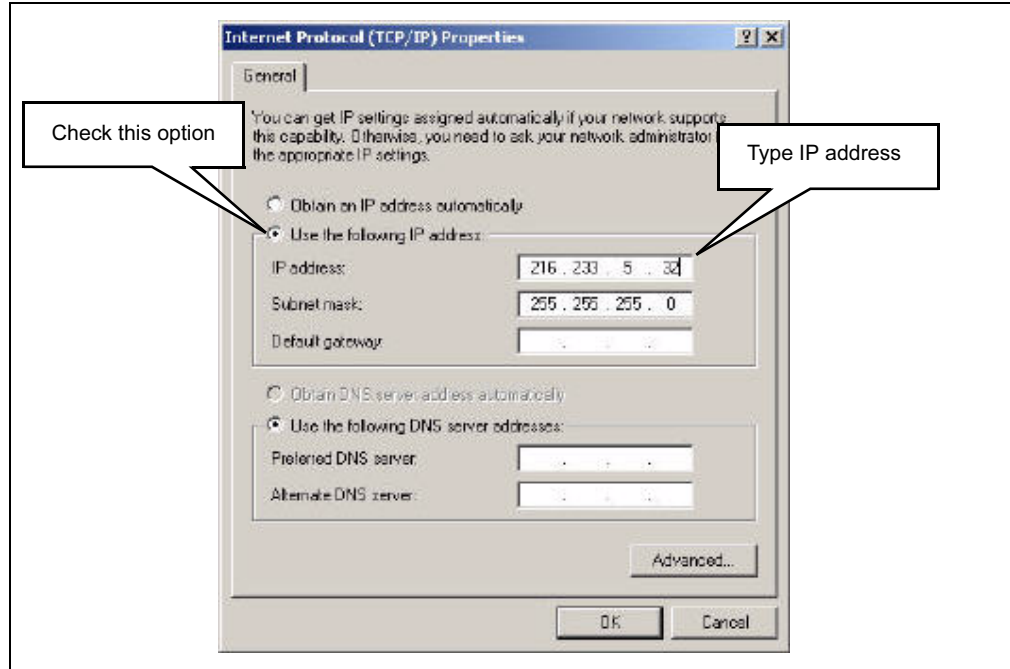 Internet Protocol (TCP/IP) Properties
General
Check this option
You can get IP settings assigned automatically if your network supports
this capability. Otherwise, you need to ask your network administrator
the appropriate IP settings.
Type IP address
Obtain an IP address automatically
Use the following IP address:
IP address: 216 . 233 . 5 . 32
Subnet mask: 255 . 255 . 255 . 0
Default gateway: . . .
Obtain DNS server address automatically
Use the following DNS server addresses:
Preferred DNS server: . . .
Alternate DNS server: . . .
Advanced...
OK
Cancel